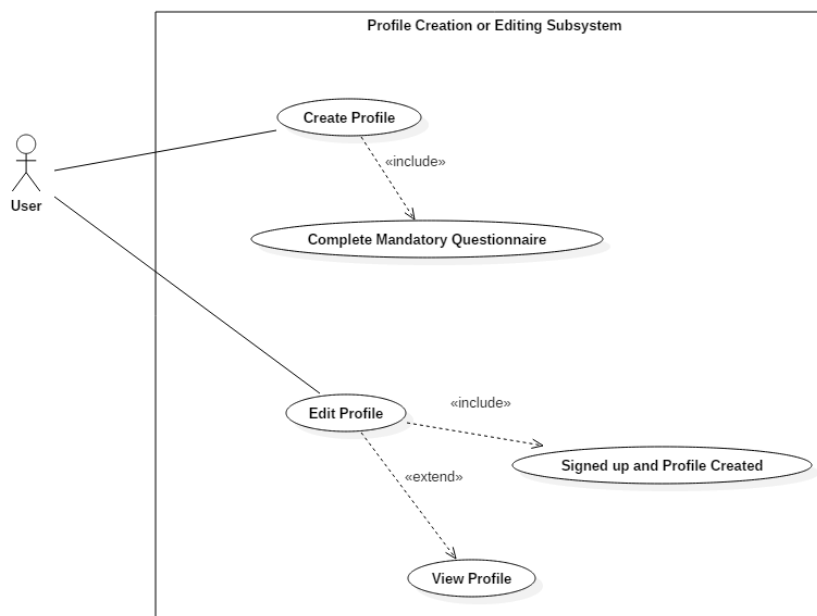 Profile Creation or Editing Subsystem
Create Profile
«include»
User
Complete Mandatory Questionnaire
Edit Profile
«include»
Signed up and Profile Created
«extend»
View Profile